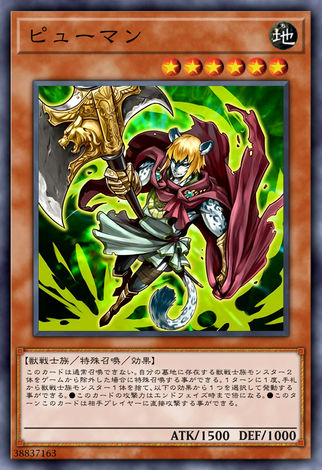 ピューマン
ち
地
【獣戦士族／特殊召喚／効果】
このカードは通常召喚できない。自分の墓地に存在する獣戦士族モンスター２
体をゲームから除外した場合に特殊召喚する事ができる。１ターンに１度、手札
から獣戦士族モンスター１体を捨て、以下の効果から１つを選択して発動する
事ができる。●このカードの攻撃力はエンドフェイズ時まで倍になる。●このタ
ーンこのカードは相手プレイヤーに直接攻撃する事ができる。
ATK/1500 DEF/1000
38837163